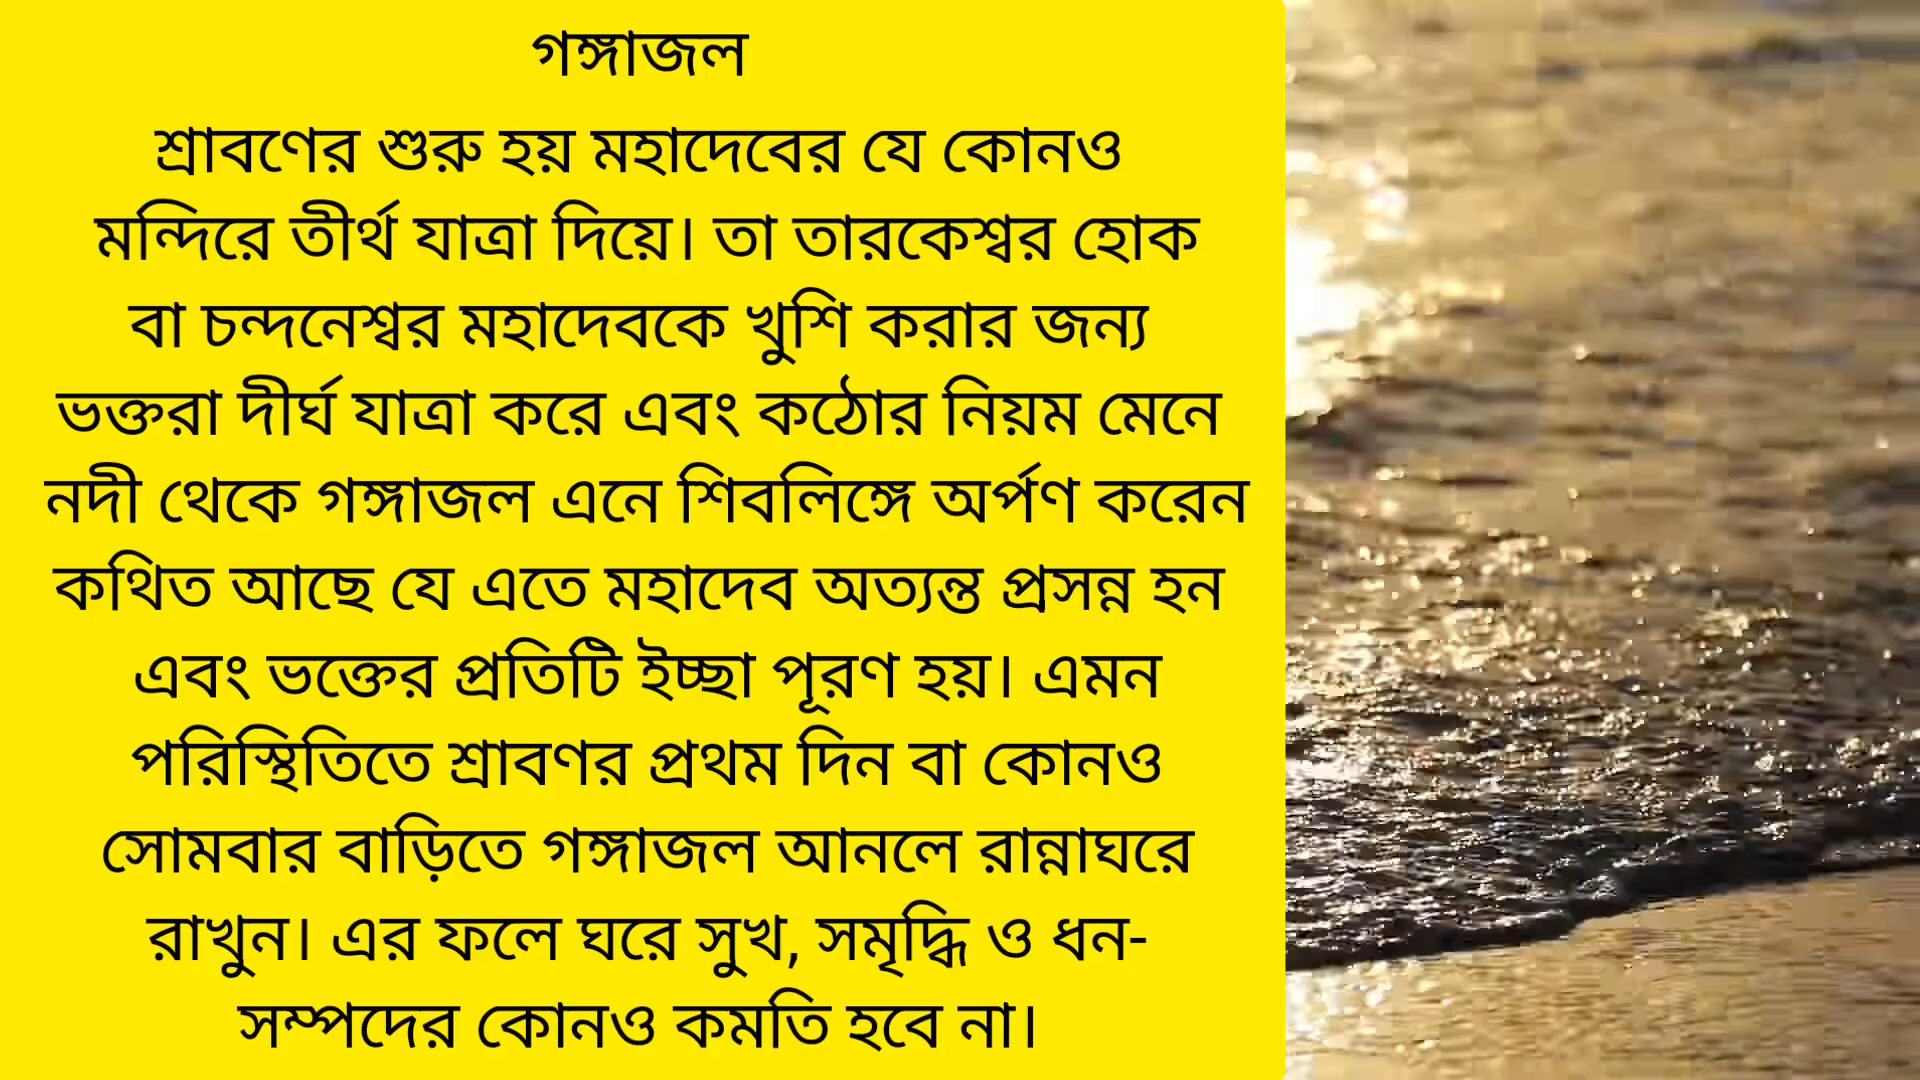 গঙ্গাজল
শ্রাবণের শুরু হয় মহাদেবের যে কোনও
মন্দিরে তীর্থ যাত্রা দিয়ে। তা তারকেশ্বর হোক
বা চন্দনেশ্বর মহাদেবকে খুশি করার জন্য
ভক্তরা দীর্ঘ যাত্রা করে এবং কঠোর নিয়ম মেনে
নদী থেকে গঙ্গাজল এনে শিবলিঙ্গে অর্পণ করেন
কথিত আছে যে এতে মহাদেব অত্যন্ত প্রসন্ন হন
এবং ভক্তের প্রতিটি ইচ্ছা পূরণ হয়। এমন
পরিস্থিতিতে শ্রাবণর প্রথম দিন বা কোনও
সোমবার বাড়িতে গঙ্গাজল আনলে রান্নাঘরে
রাখুন। এর ফলে ঘরে সুখ, সমৃদ্ধি ও ধন-
সম্পদের কোনও কমতি হবে না।